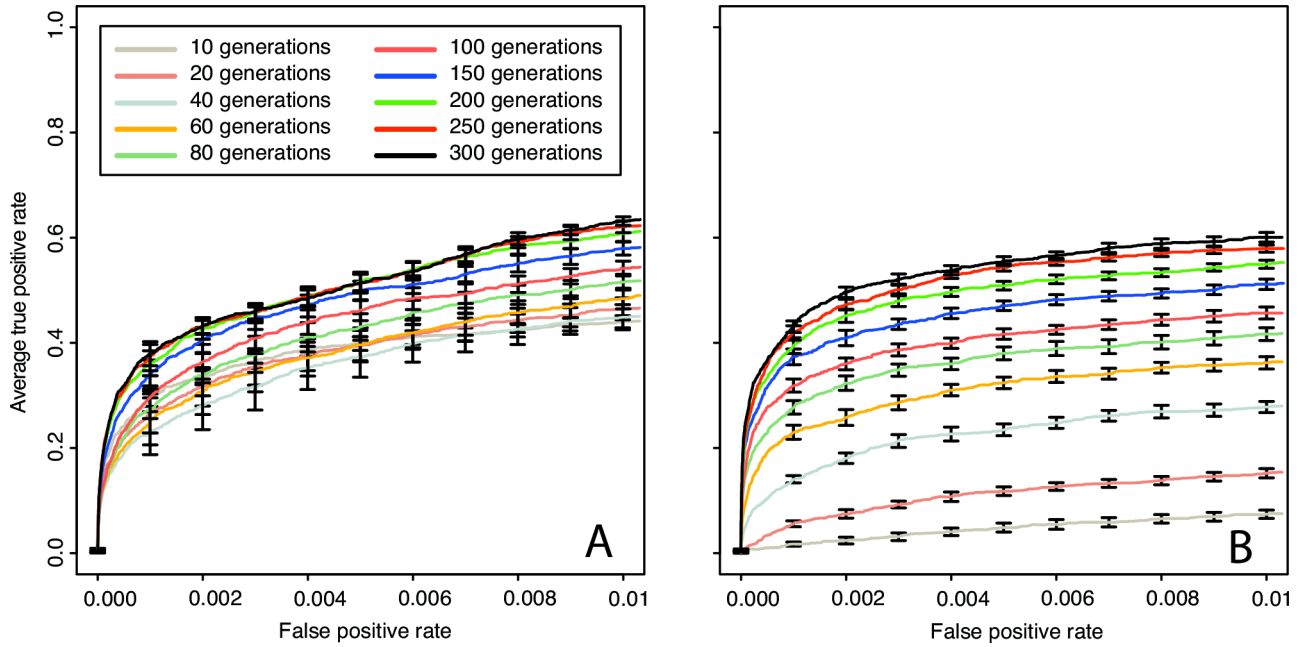 1.0
0.8
0.6
0.4
0.2
0.0
Average true positive rate
10 generations
20 generations
40 generations
60 generations
80 generations
100 generations
150 generations
200 generations
250 generations
300 generations
A
0.000 0.002 0.004 0.006 0.008 0.01
False positive rate
B
0.000 0.002 0.004 0.006 0.008 0.01
False positive rate